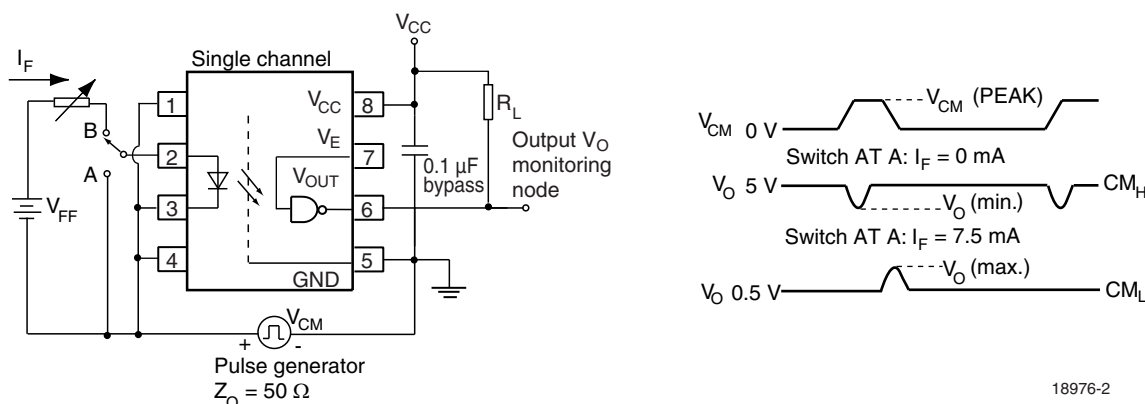 V_CC
I_F
Single channel
B
A
V_FF
1
2
3
4
V_CC 8
V_E 7
V_OUT 6
GND 5
R_L
0.1 µF
bypass
Output V_O
monitoring
node
V_CM
+ -
Pulse generator
Z_O = 50 Ω
V_CM 0 V
V_CM (PEAK)
Switch AT A: I_F = 0 mA
V_O 5 V
CM_H
V_O (min.)
Switch AT A: I_F = 7.5 mA
V_O (max.)
V_O 0.5 V
CM_L
18976-2